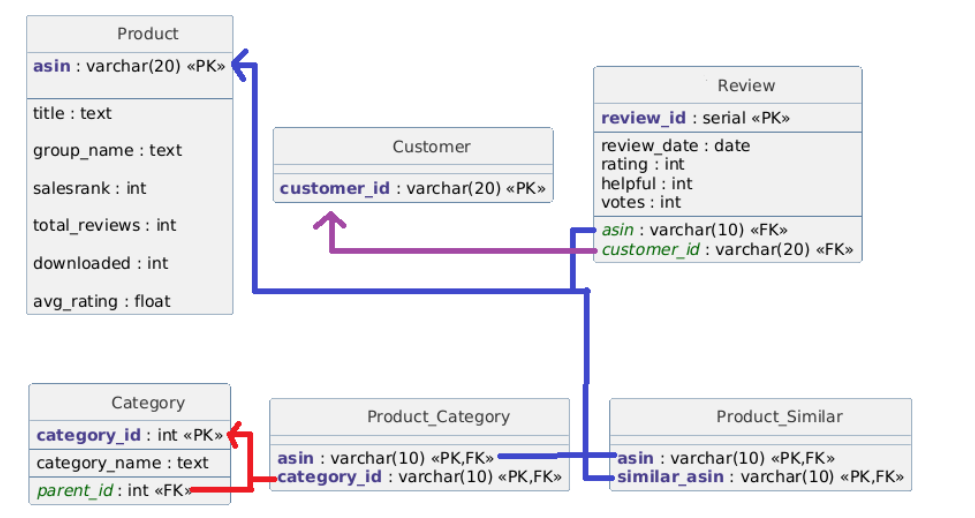 Product
asin : varchar(20) «PK»
title : text
group_name : text
salesrank : int
total_reviews : int
downloaded : int
avg_rating : float
Customer
customer_id : varchar(20) «PK»
Review
review_id : serial «PK»
review_date : date
rating : int
helpful : int
votes : int
asin : varchar(10) «FK»
customer_id : varchar(20) «FK»
Category
category_id : int «PK»
category_name : text
parent_id : int «FK»
Product_Category
asin : varchar(10) «PK,FK»
category_id : varchar(10) «PK,FK»
Product_Similar
asin : varchar(10) «PK,FK»
similar_asin : varchar(10) «PK,FK»